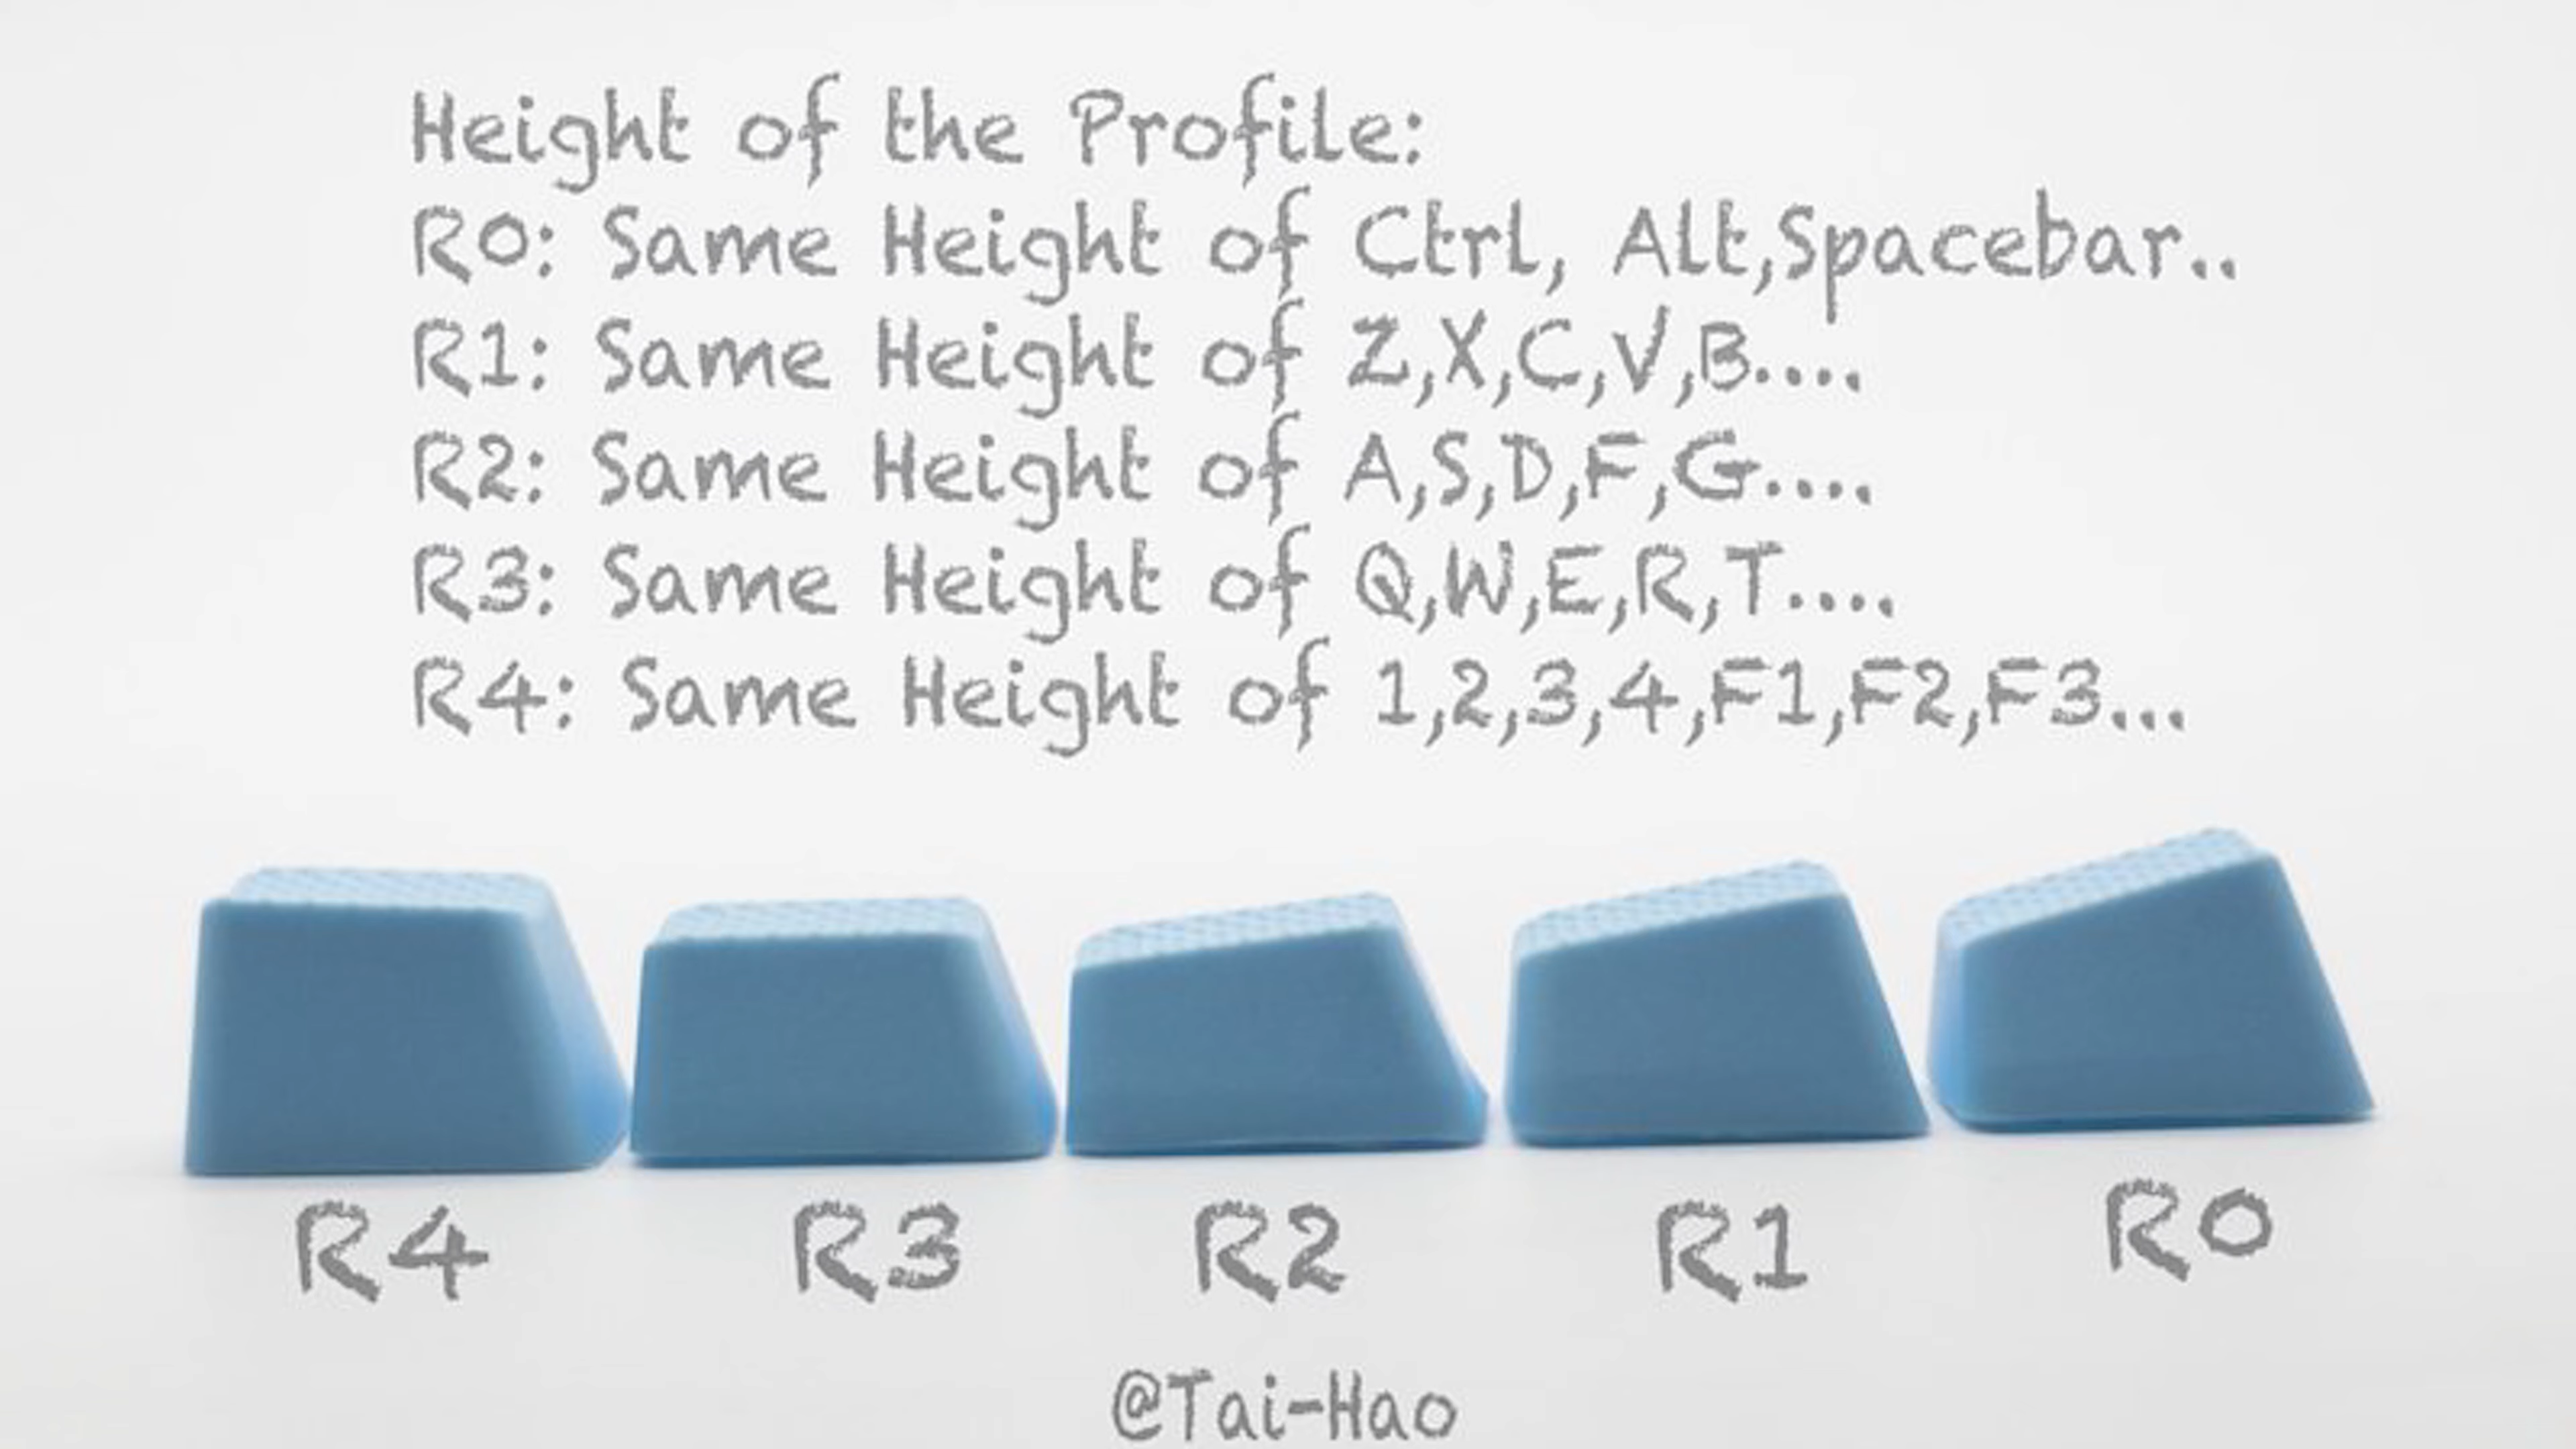 Height of the Profile:
R0: Same Height of Ctrl, Alt,Spacebar..
R1: Same Height of Z,X,C,V,B....
R2: Same Height of A,S,D,F,G....
R3: Same Height of Q,W,E,R,T....
R4: Same Height of 1,2,3,4,F1,F2,F3...
R4 R3 R2 R1 R0
@Tai-Hao